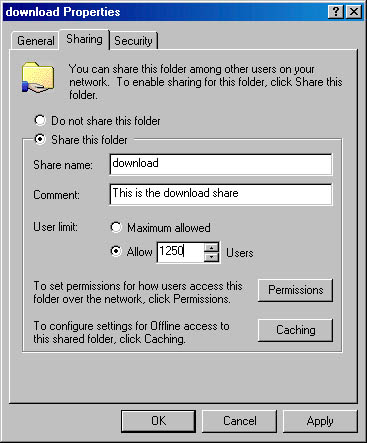 download Properties
General Sharing Security
You can share this folder among other users on your
network. To enable sharing for this folder, click Share this
folder.
Do not share this folder
Share this folder
Share name: download
Comment: This is the download share
User limit: Maximum allowed
Allow 1250 Users
To set permissions for how users access this
folder over the network, click Permissions.
Permissions
To configure settings for Offline access to
this shared folder, click Caching.
Caching
OK Cancel Apply